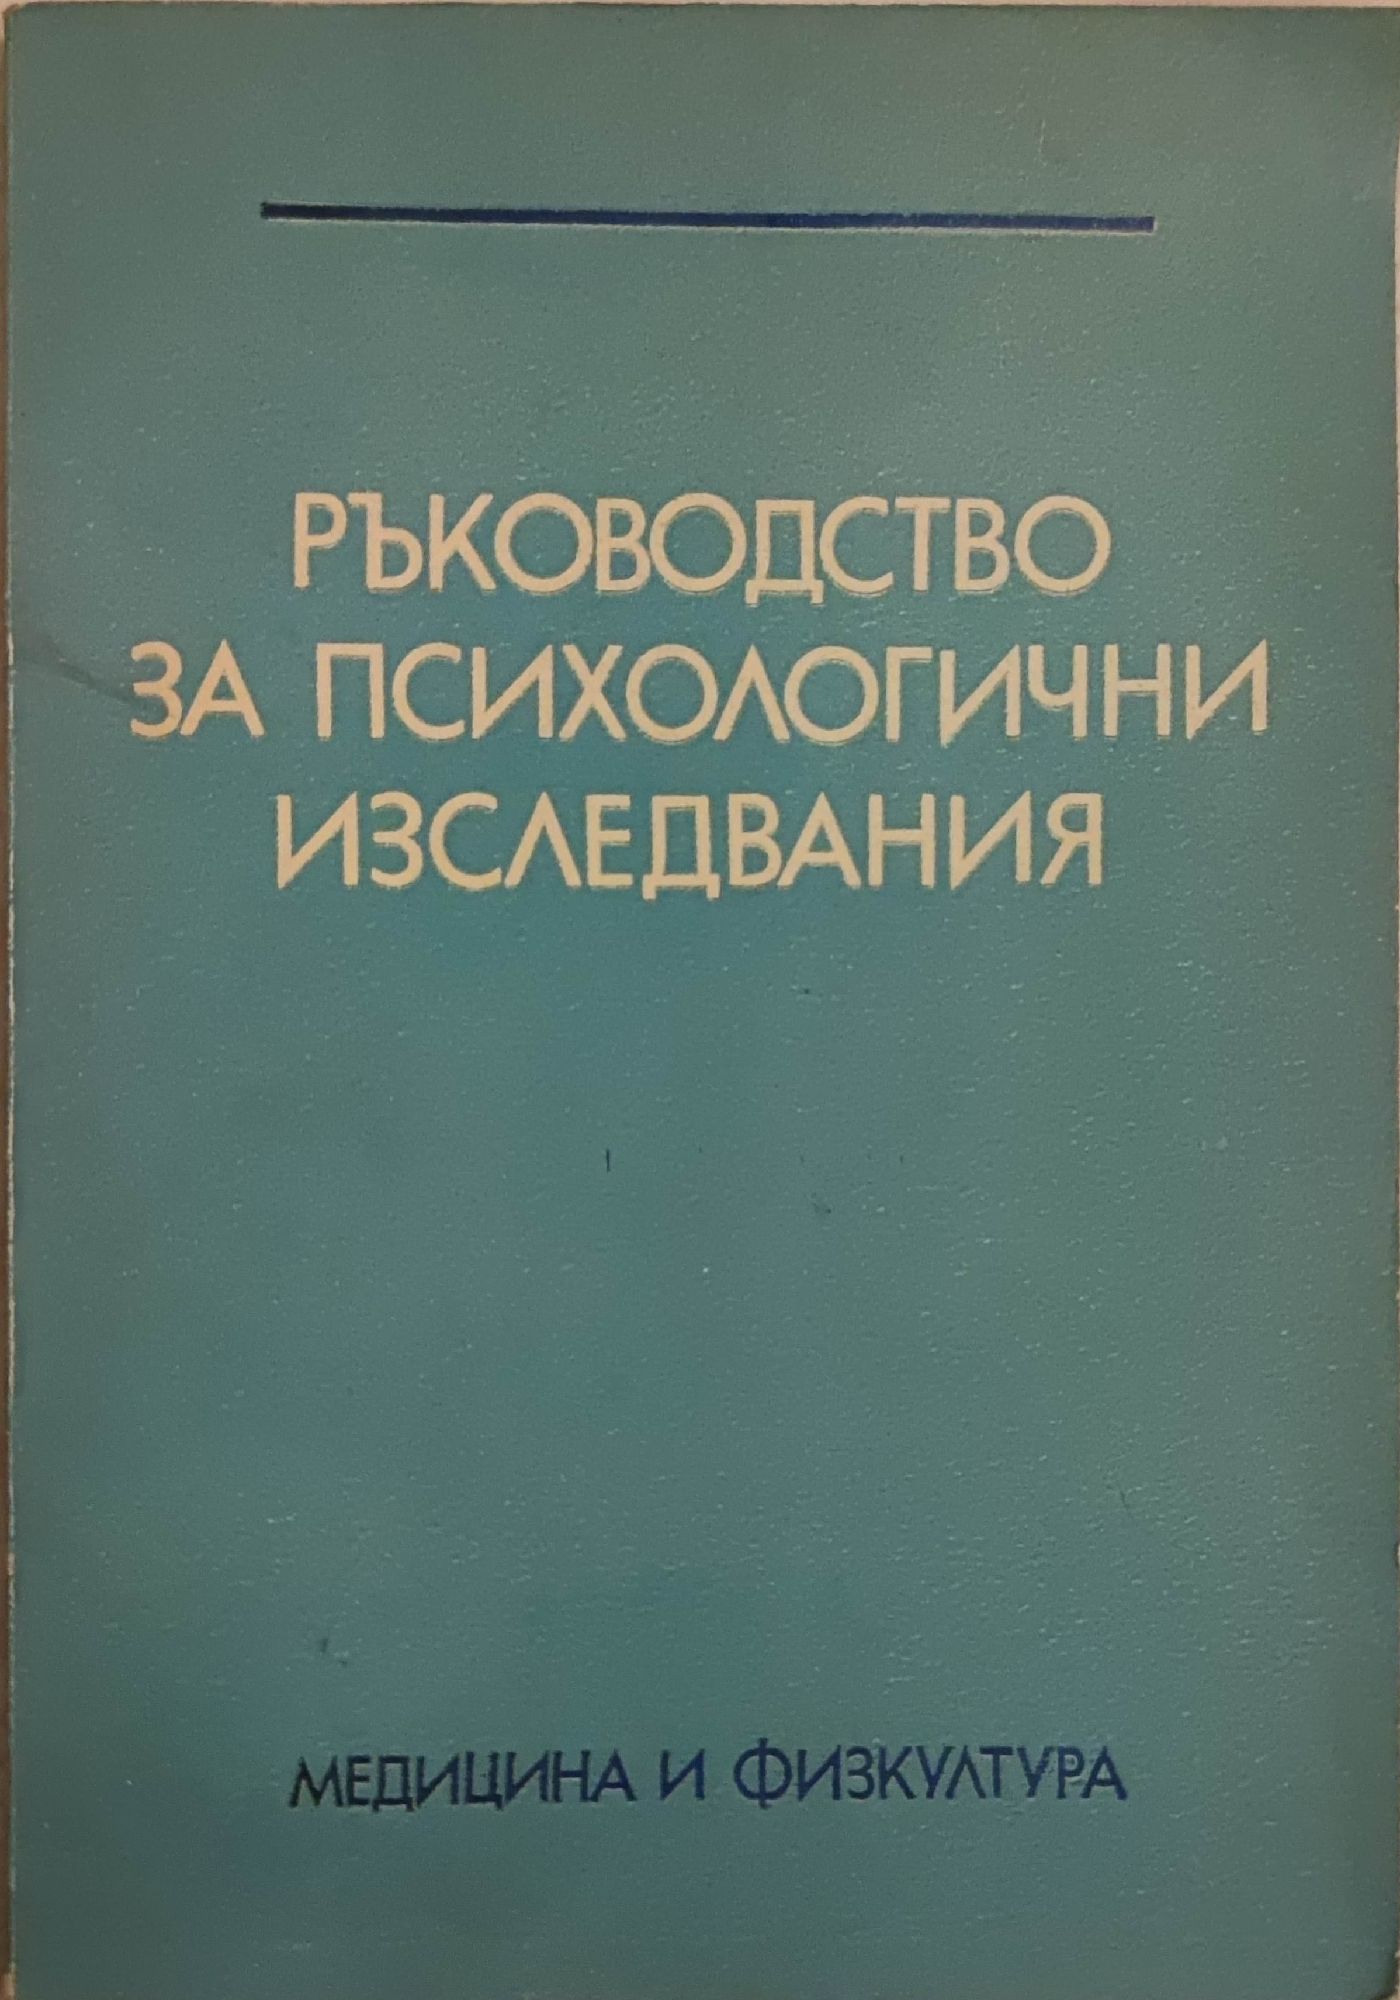 РЪКОВОДСТВО
ЗА ПСИХОЛОГИЧНИ
ИЗСЛЕДВАНИЯ
МЕДИЦИНА И ФИЗКУЛТУРА